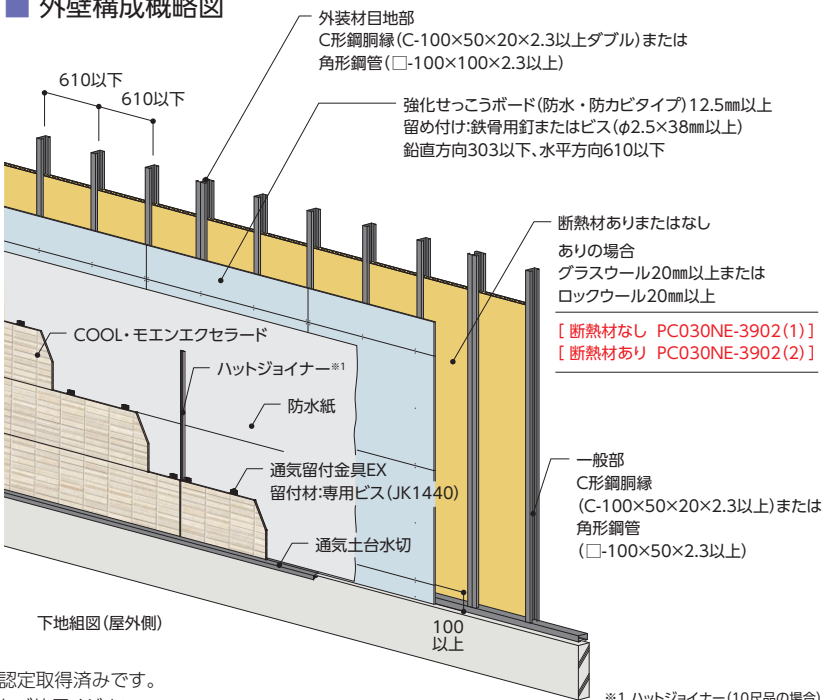 ■ 外壁構成概略図
外装材目地部
C形鋼胴縁(C-100×50×20×2.3以上ダブル)または
角形鋼管(□-100×100×2.3以上)
610以下
610以下
強化せっこうボード(防水・防カビタイプ)12.5㎜以上
留め付け:鉄骨用釘またはビス(φ2.5×38㎜以上)
鉛直方向303以下、水平方向610以下
断熱材ありまたはなし
ありの場合
グラスウール20㎜以上または
ロックウール20㎜以上
[ 断熱材なし PC030NE-3902(1) ]
[ 断熱材あり PC030NE-3902(2) ]
COOL・モエンエクセラード
ハットジョイナー※1
防水紙
通気留付金具EX
留付材:専用ビス(JK1440)
通気土台水切
一般部
C形鋼胴縁
(C-100×50×20×2.3以上)または
角形鋼管
(□-100×50×2.3以上)
100
以上
下地組図(屋外側)
認定取得済みです。
※1 ハットジョイナー(10尺品の場合)